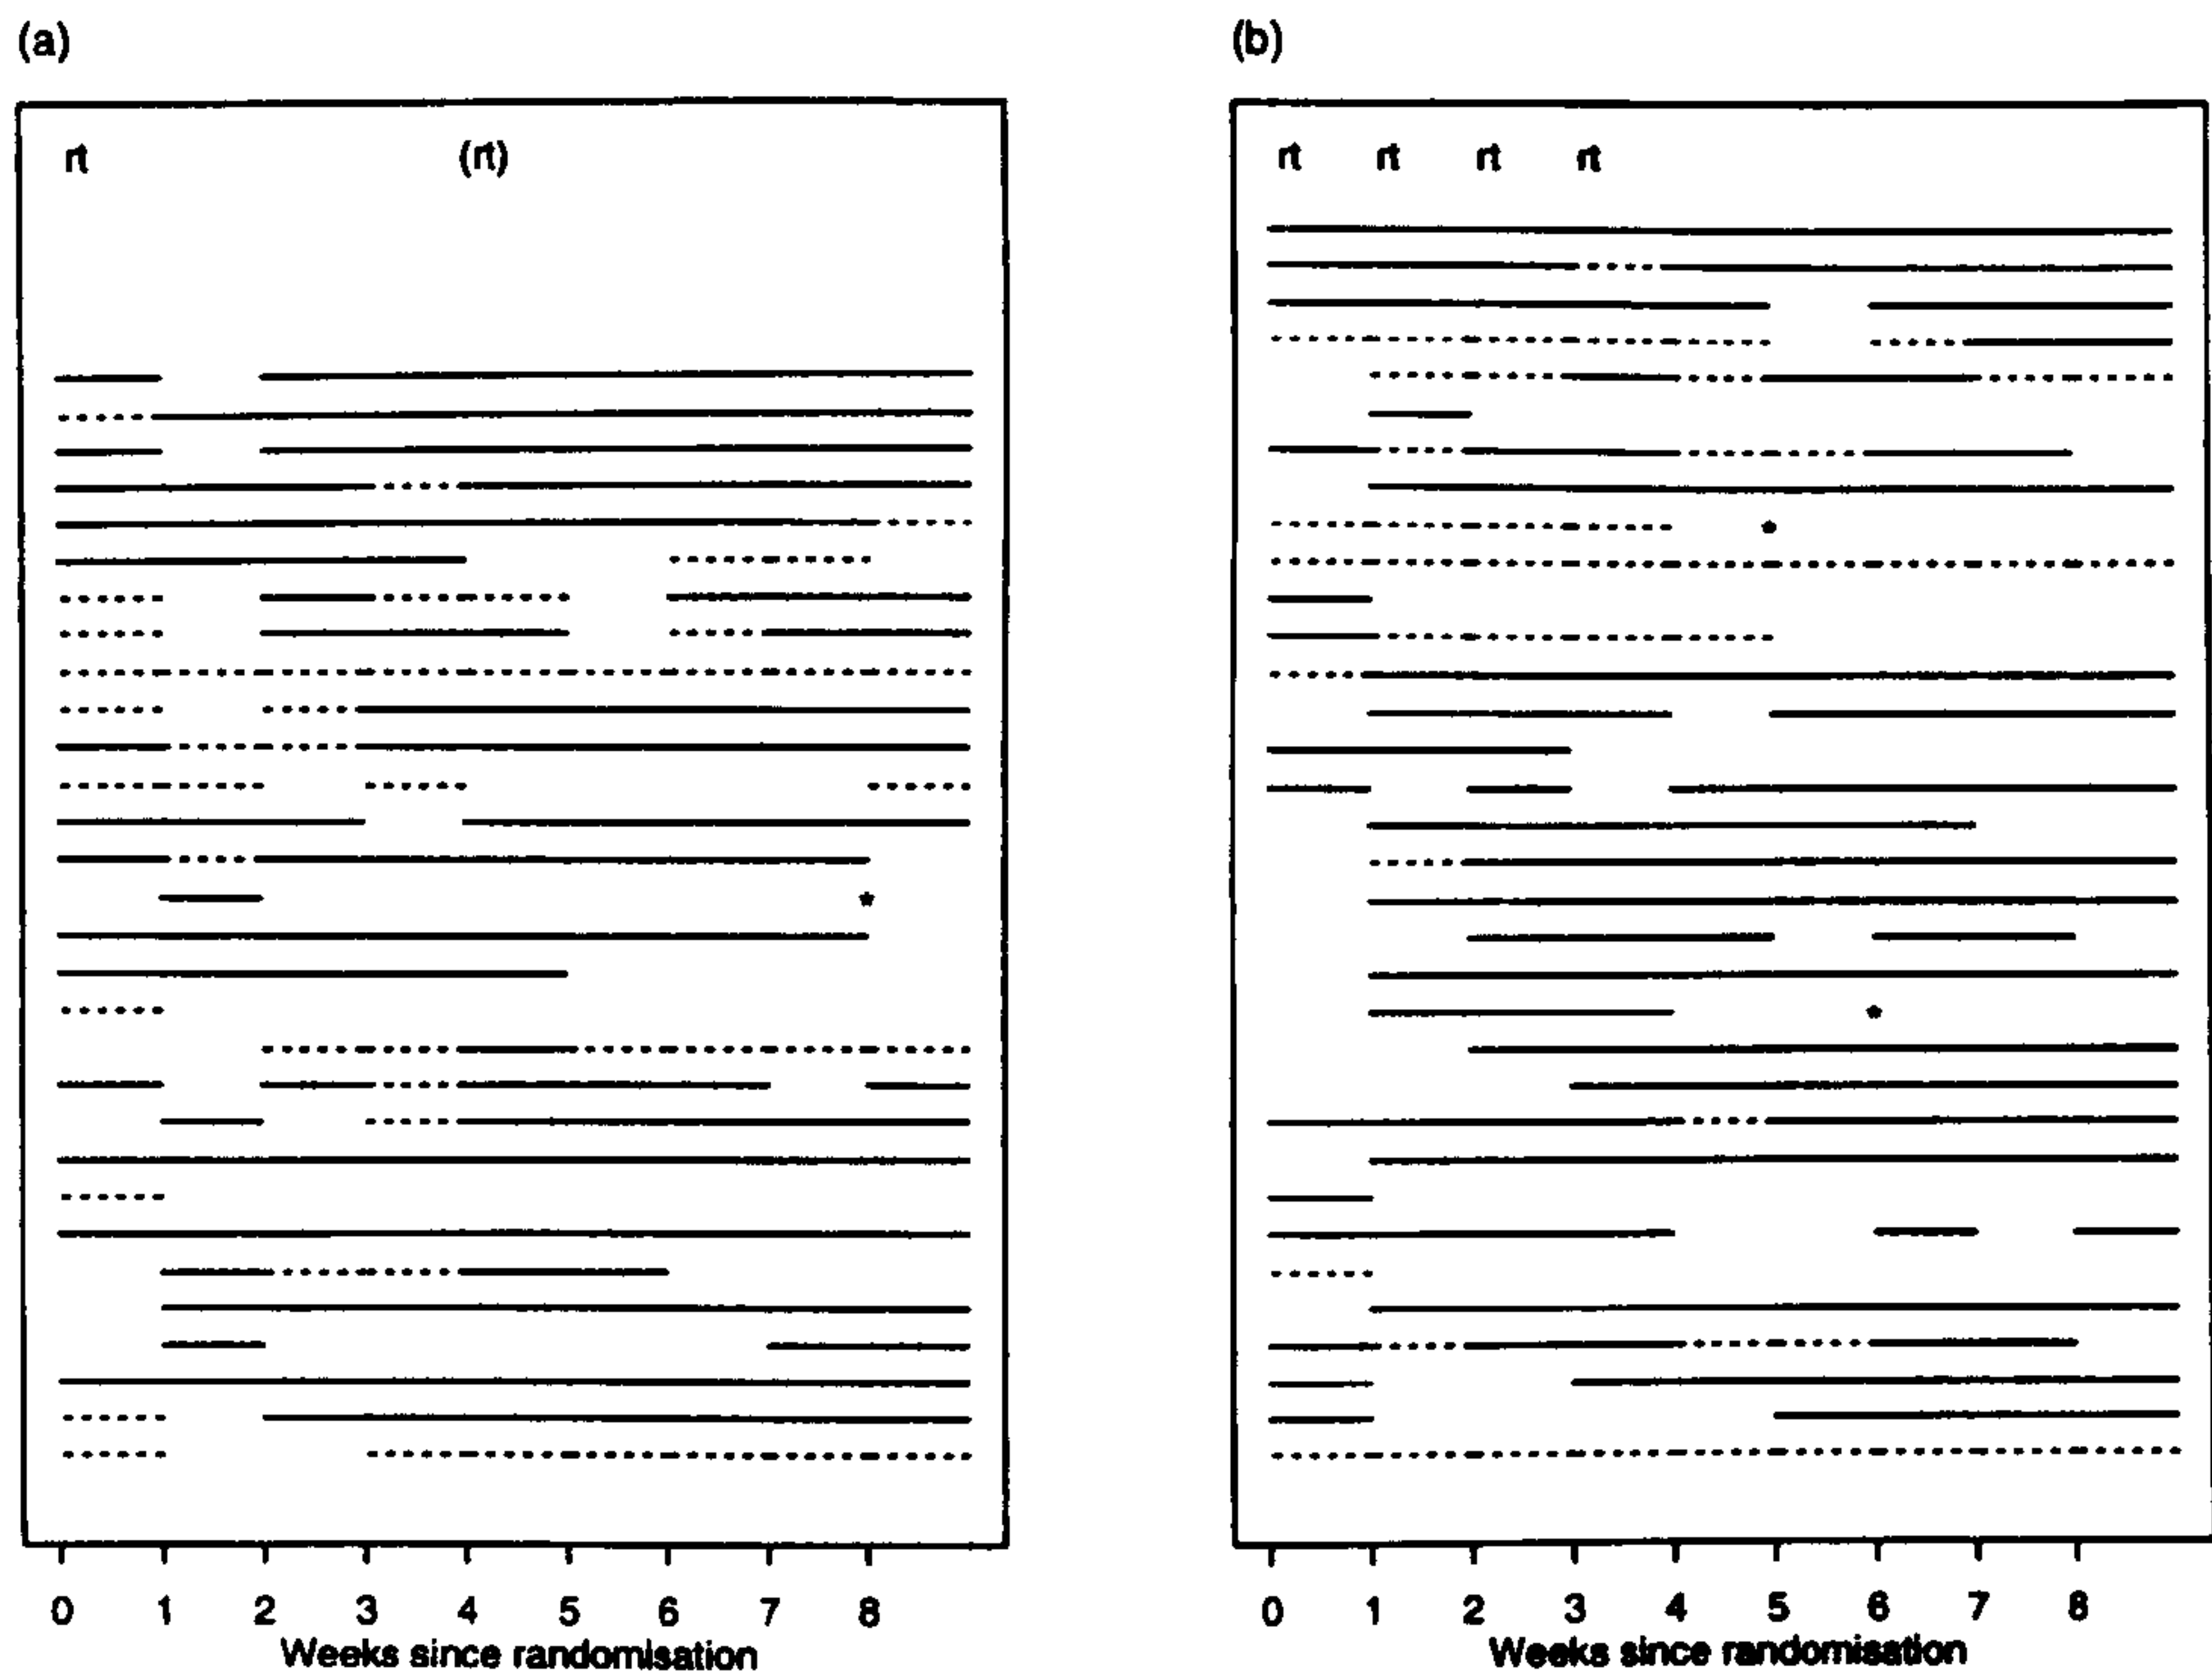 (a)
rt (rt)
0 1 2 3 4 5 6 7 8
Weeks since randomisation
(b)
rt rt rt rt
0 1 2 3 4 5 6 7 8
Weeks since randomisation